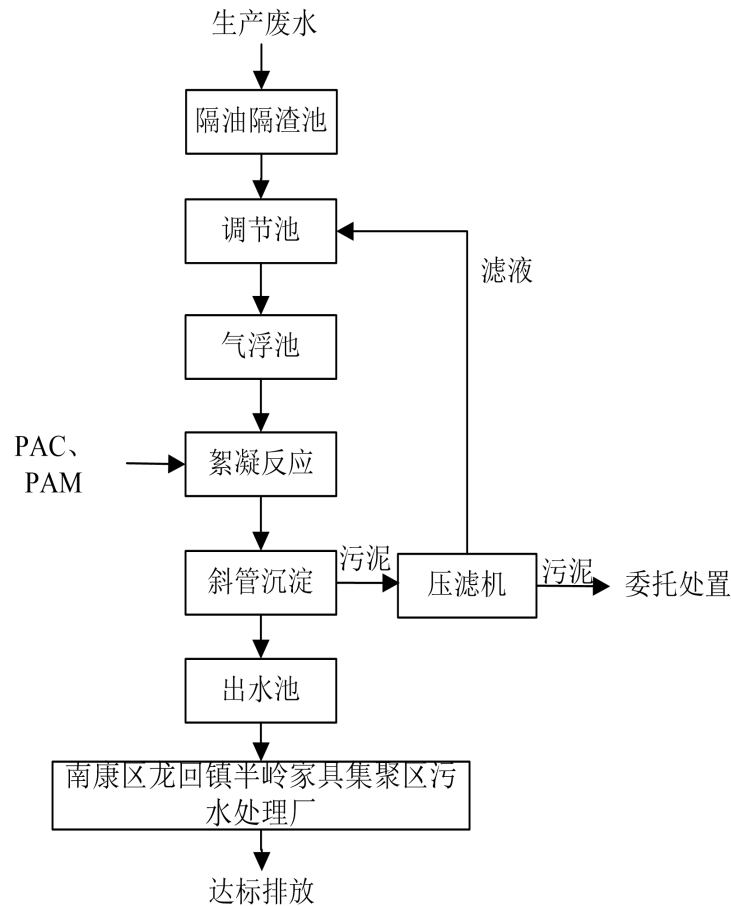 生产废水
隔油隔渣池
调节池
滤液
气浮池
PAC、
PAM
絮凝反应
斜管沉淀
污泥
压滤机
污泥
委托处置
出水池
南康区龙回镇半岭家具集聚区污
水处理厂
达标排放